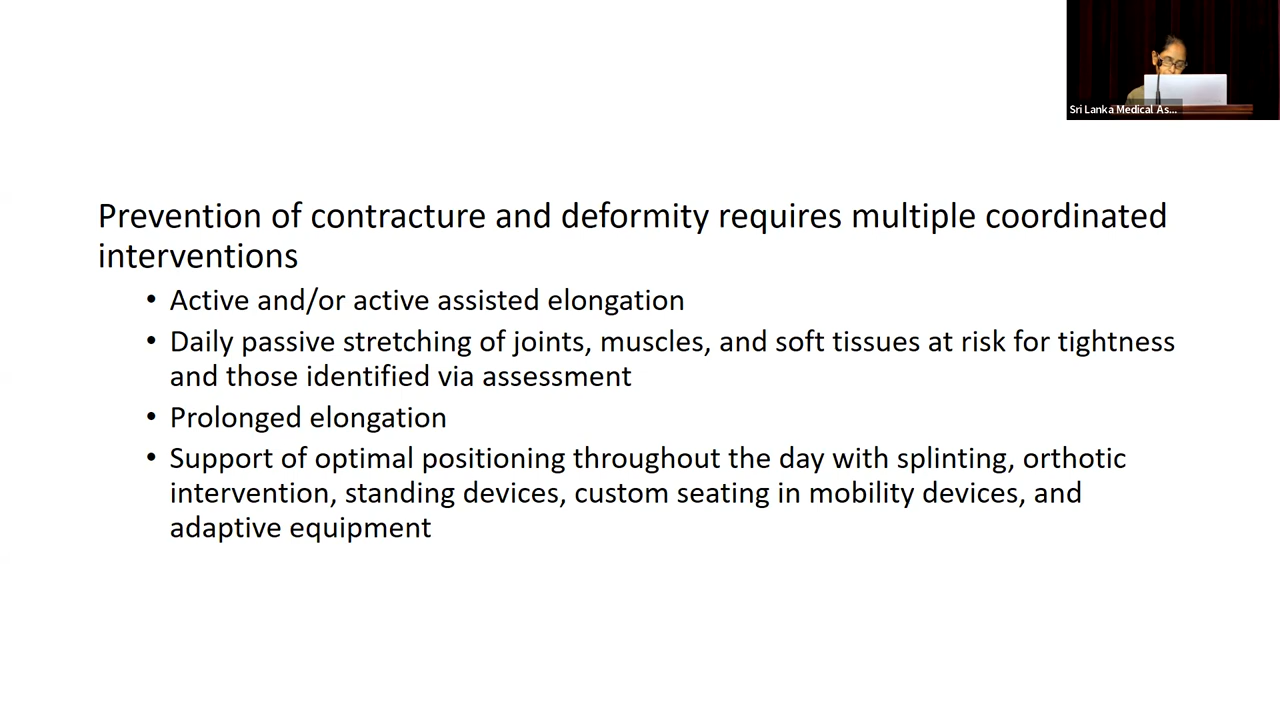 Sri Lanka Medical As...
Prevention of contracture and deformity requires multiple coordinated
interventions
• Active and/or active assisted elongation
• Daily passive stretching of joints, muscles, and soft tissues at risk for tightness
and those identified via assessment
• Prolonged elongation
• Support of optimal positioning throughout the day with splinting, orthotic
intervention, standing devices, custom seating in mobility devices, and
adaptive equipment